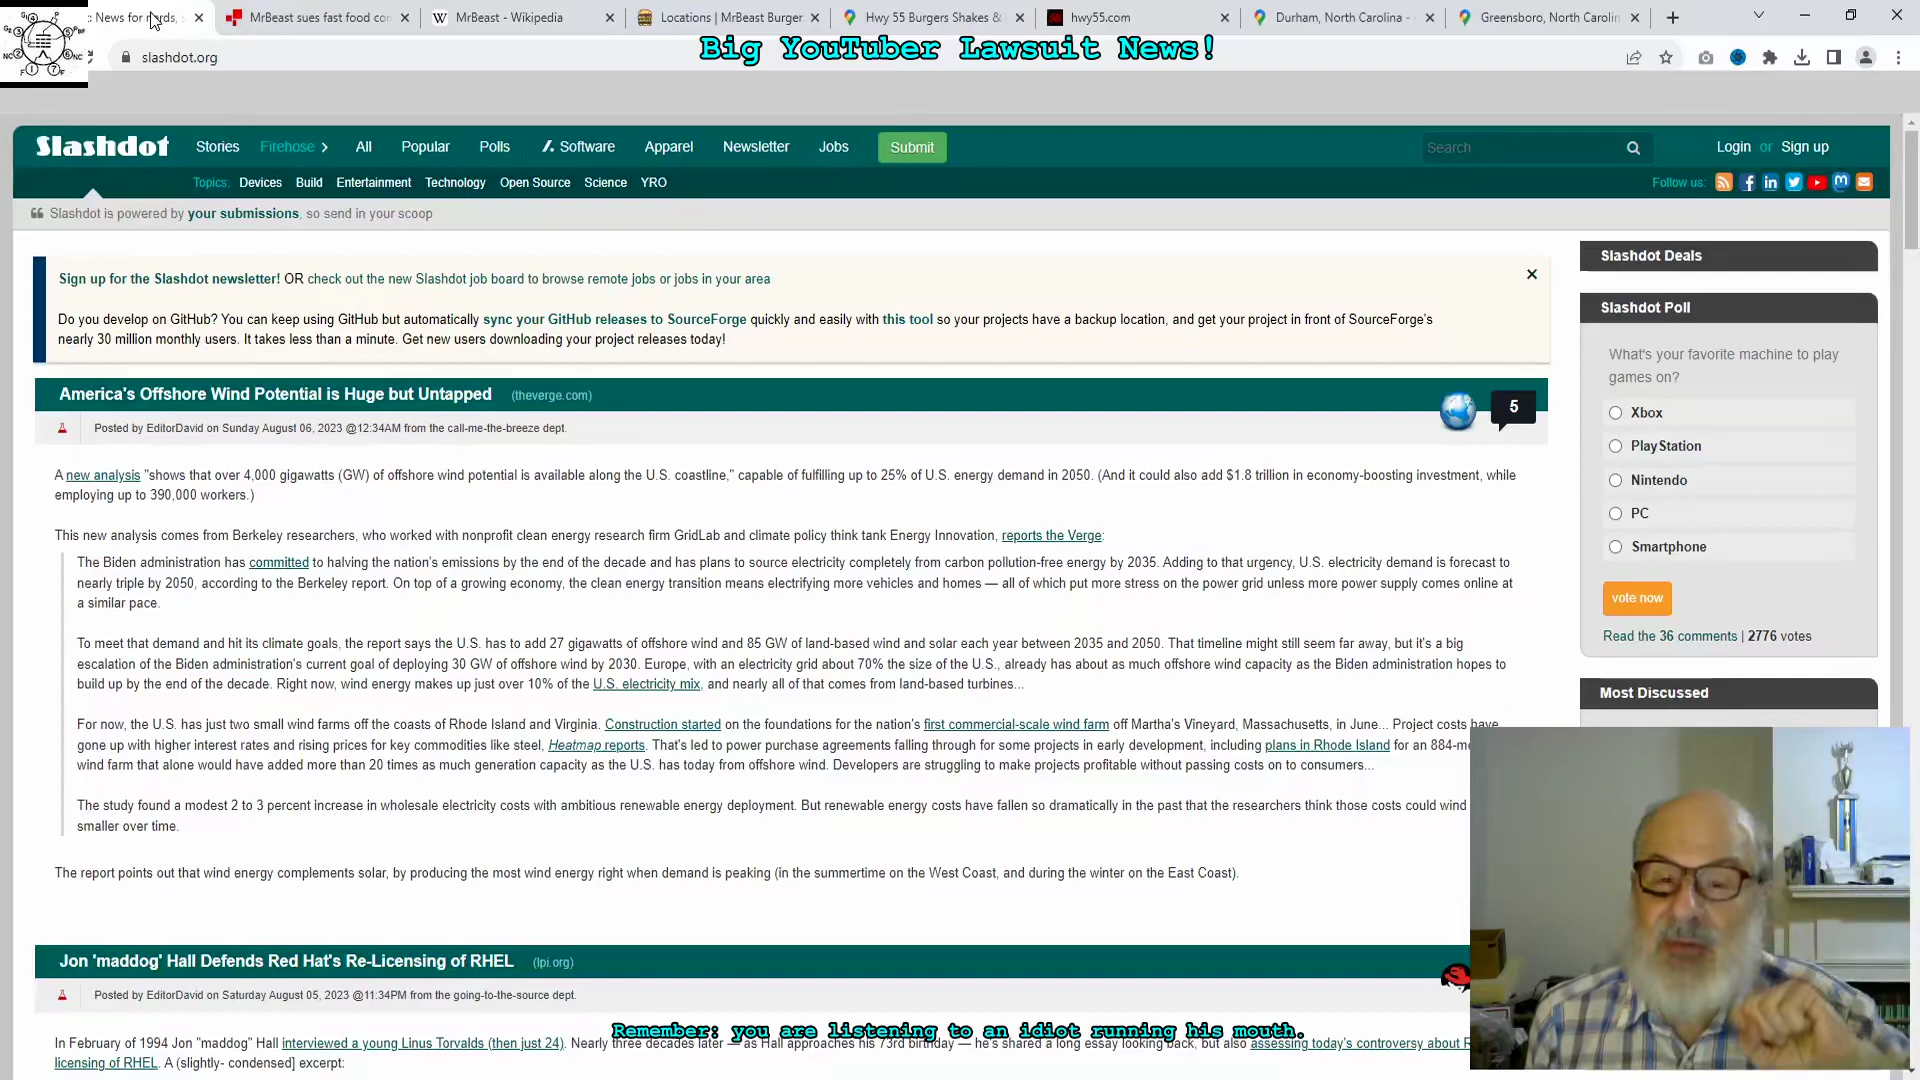 : News for nerds, s
MrBeast sues fast food co
MrBeast - Wikipedia
Locations | MrBeast Burger
Hwy 55 Burgers Shakes &
hwy55.com
Durham, North Carolina -
Greensboro, North Carolin
slashdot.org
Big YouTuber Lawsuit News!
Slashdot
Stories
Firehose
All
Popular
Polls
Software
Apparel
Newsletter
Jobs
Submit
Search
Login or Sign up
Topics: Devices Build Entertainment Technology Open Source Science YRO
Follow us:
Slashdot is powered by your submissions, so send in your scoop
Sign up for the Slashdot newsletter! OR check out the new Slashdot job board to browse remote jobs or jobs in your area
Do you develop on GitHub? You can keep using GitHub but automatically sync your GitHub releases to SourceForge quickly and easily with this tool so your projects have a backup location, and get your project in front of SourceForge's
nearly 30 million monthly users. It takes less than a minute. Get new users downloading your project releases today!
America's Offshore Wind Potential is Huge but Untapped (theverge.com)
5
Posted by EditorDavid on Sunday August 06, 2023 @12:34AM from the call-me-the-breeze dept.
A new analysis "shows that over 4,000 gigawatts (GW) of offshore wind potential is available along the U.S. coastline," capable of fulfilling up to 25% of U.S. energy demand in 2050. (And it could also add $1.8 trillion in economy-boosting investment, while
employing up to 390,000 workers.)
This new analysis comes from Berkeley researchers, who worked with nonprofit clean energy research firm GridLab and climate policy think tank Energy Innovation, reports the Verge:
The Biden administration has committed to halving the nation's emissions by the end of the decade and has plans to source electricity completely from carbon pollution-free energy by 2035. Adding to that urgency, U.S. electricity demand is forecast to
nearly triple by 2050, according to the Berkeley report. On top of a growing economy, the clean energy transition means electrifying more vehicles and homes — all of which put more stress on the power grid unless more power supply comes online at
a similar pace.
To meet that demand and hit its climate goals, the report says the U.S. has to add 27 gigawatts of offshore wind and 85 GW of land-based wind and solar each year between 2035 and 2050. That timeline might still seem far away, but it's a big
escalation of the Biden administration's current goal of deploying 30 GW of offshore wind by 2030. Europe, with an electricity grid about 70% the size of the U.S., already has about as much offshore wind capacity as the Biden administration hopes to
build up by the end of the decade. Right now, wind energy makes up just over 10% of the U.S. electricity mix, and nearly all of that comes from land-based turbines...
For now, the U.S. has just two small wind farms off the coasts of Rhode Island and Virginia. Construction started on the foundations for the nation's first commercial-scale wind farm off Martha's Vineyard, Massachusetts, in June... Project costs have
gone up with higher interest rates and rising prices for key commodities like steel, Heatmap reports. That's led to power purchase agreements falling through for some projects in early development, including plans in Rhode Island for an 884-m
wind farm that alone would have added more than 20 times as much generation capacity as the U.S. has today from offshore wind. Developers are struggling to make projects profitable without passing costs on to consumers...
The study found a modest 2 to 3 percent increase in wholesale electricity costs with ambitious renewable energy deployment. But renewable energy costs have fallen so dramatically in the past that the researchers think those costs could wind
smaller over time.
The report points out that wind energy complements solar, by producing the most wind energy right when demand is peaking (in the summertime on the West Coast, and during the winter on the East Coast).
Slashdot Deals
Slashdot Poll
What's your favorite machine to play
games on?
Xbox
PlayStation
Nintendo
PC
Smartphone
vote now
Read the 36 comments | 2776 votes
Most Discussed
Jon 'maddog' Hall Defends Red Hat's Re-Licensing of RHEL (lpi.org)
Posted by EditorDavid on Saturday August 05, 2023 @11:34PM from the going-to-the-source dept.
Remember: you are listening to an idiot running his mouth.
In February of 1994 Jon "maddog" Hall interviewed a young Linus Torvalds (then just 24). Nearly three decades later — as Hall approaches his 73rd birthday — he's shared a long essay looking back, but also assessing today's controversy about R
licensing of RHEL. A (slightly- condensed] excerpt: